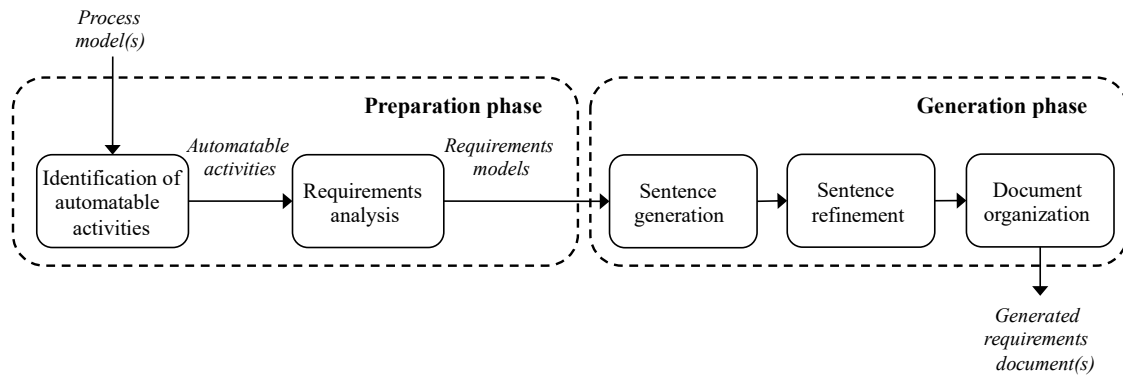 Process
model(s)
Preparation phase
Generation phase
Automatable
activities
Requirements
models
Identification of
automatable
activities
Requirements
analysis
Sentence
generation
Sentence
refinement
Document
organization
Generated
requirements
document(s)